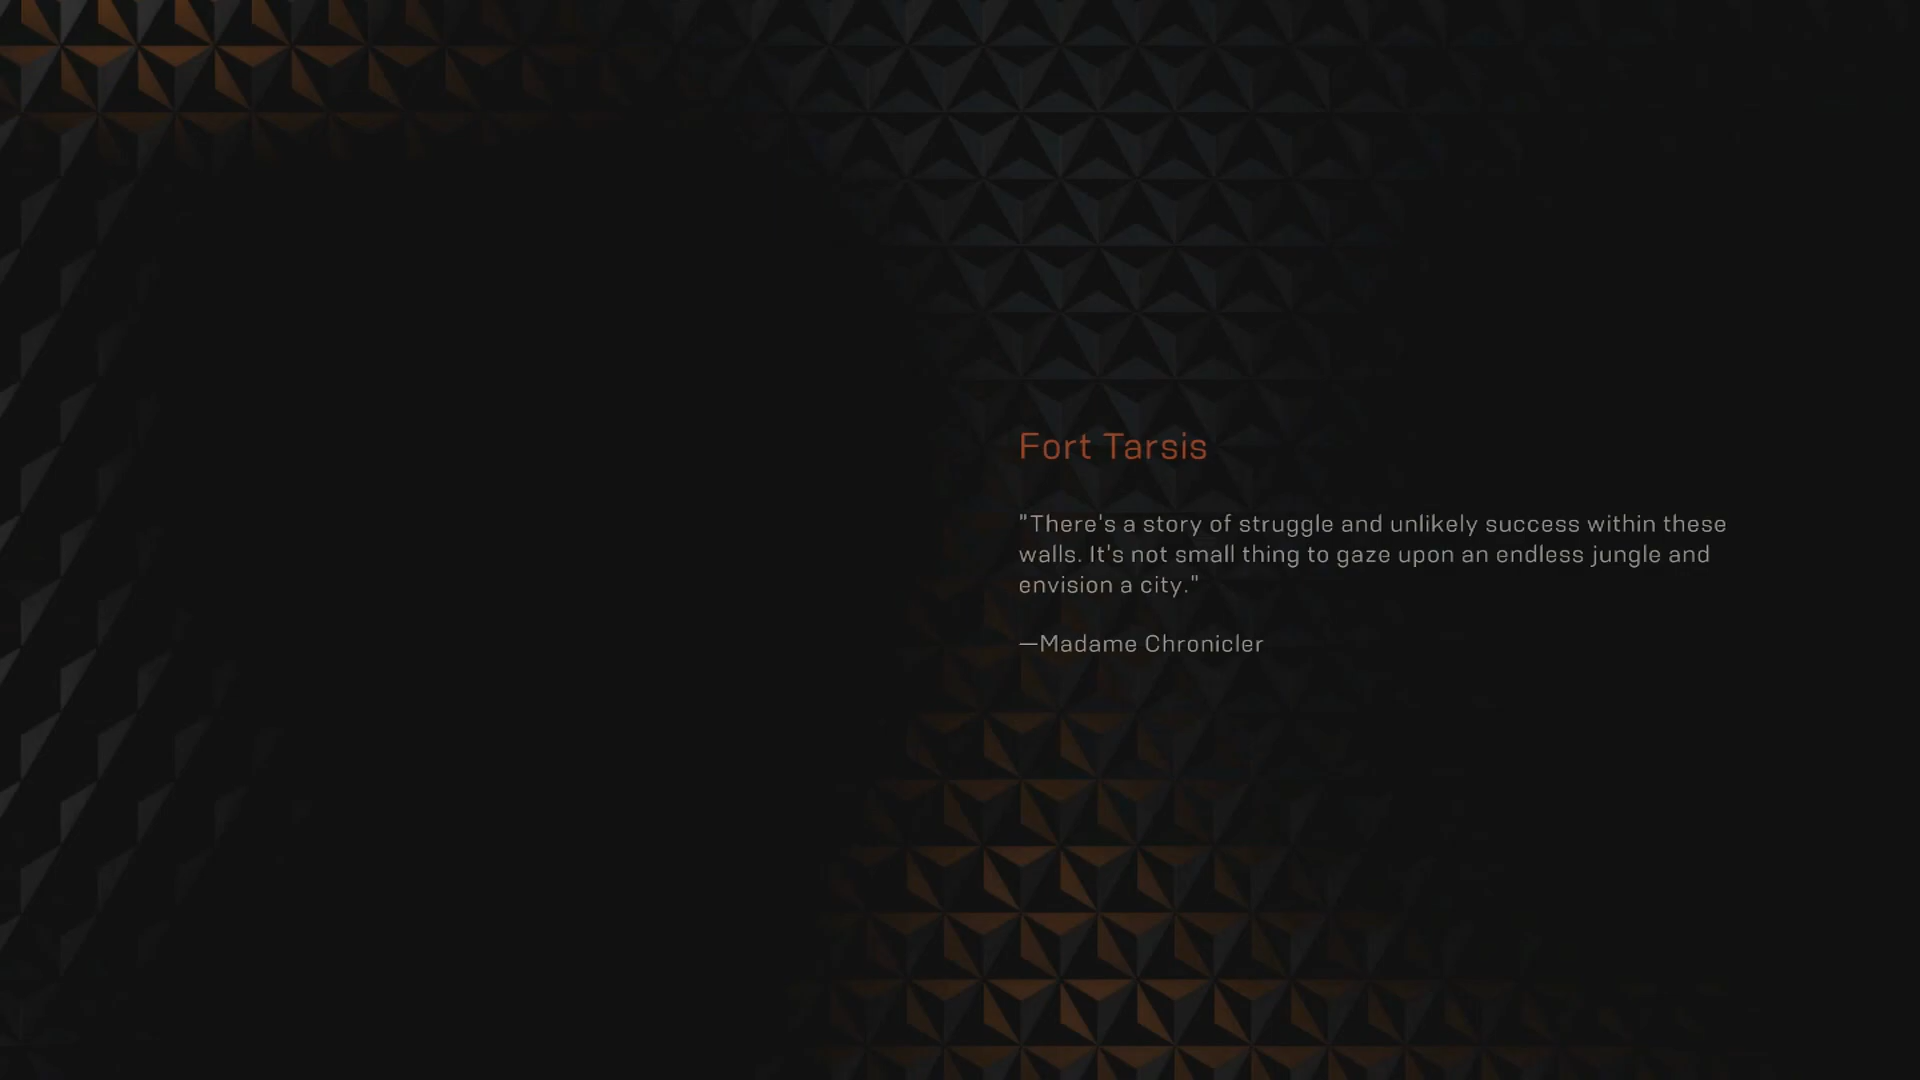 Fort Tarsis
"There's a story of struggle and unlikely success within these
walls. It's not small thing to gaze upon an endless jungle and
envision a city."
—Madame Chronicler